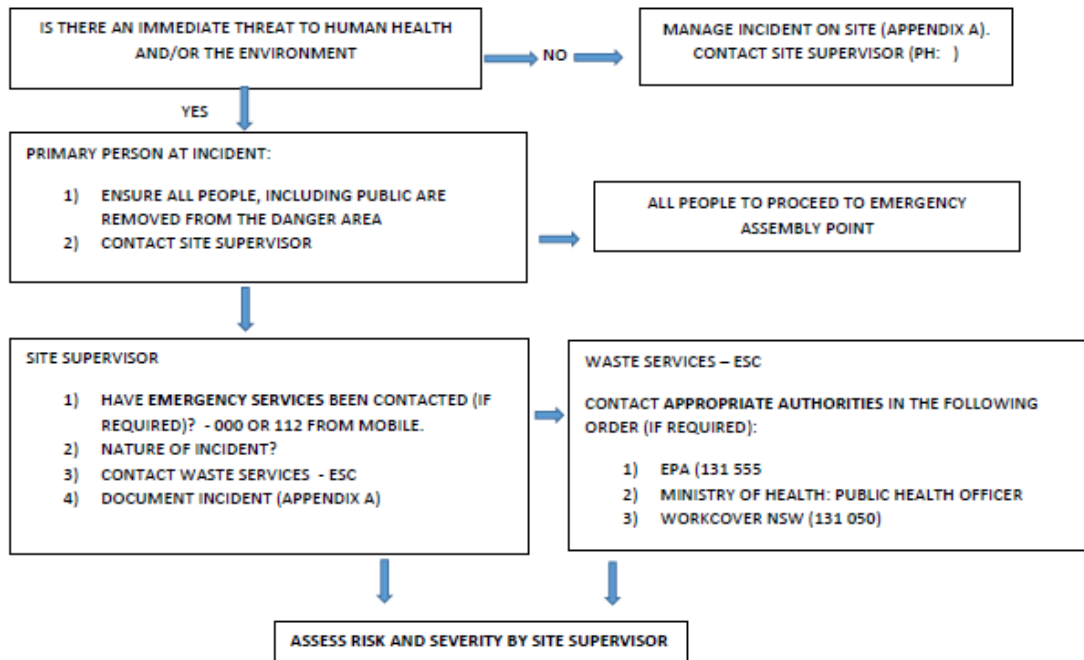 IS THERE AN IMMEDIATE THREAT TO HUMAN HEALTH
AND/OR THE ENVIRONMENT
NO
MANAGE INCIDENT ON SITE (APPENDIX A).
CONTACT SITE SUPERVISOR (PH:   )
YES
PRIMARY PERSON AT INCIDENT:
1) ENSURE ALL PEOPLE, INCLUDING PUBLIC ARE
REMOVED FROM THE DANGER AREA
2) CONTACT SITE SUPERVISOR
ALL PEOPLE TO PROCEED TO EMERGENCY
ASSEMBLY POINT
SITE SUPERVISOR
1) HAVE EMERGENCY SERVICES BEEN CONTACTED (IF
REQUIRED)?  - 000 OR 112 FROM MOBILE.
2) NATURE OF INCIDENT?
3) CONTACT WASTE SERVICES  - ESC
4) DOCUMENT INCIDENT (APPENDIX A)
WASTE SERVICES – ESC
CONTACT APPROPRIATE AUTHORITIES IN THE FOLLOWING
ORDER (IF REQUIRED):
1) EPA (131 555
2) MINISTRY OF HEALTH: PUBLIC HEALTH OFFICER
3) WORKCOVER NSW (131 050)
ASSESS RISK AND SEVERITY BY SITE SUPERVISOR